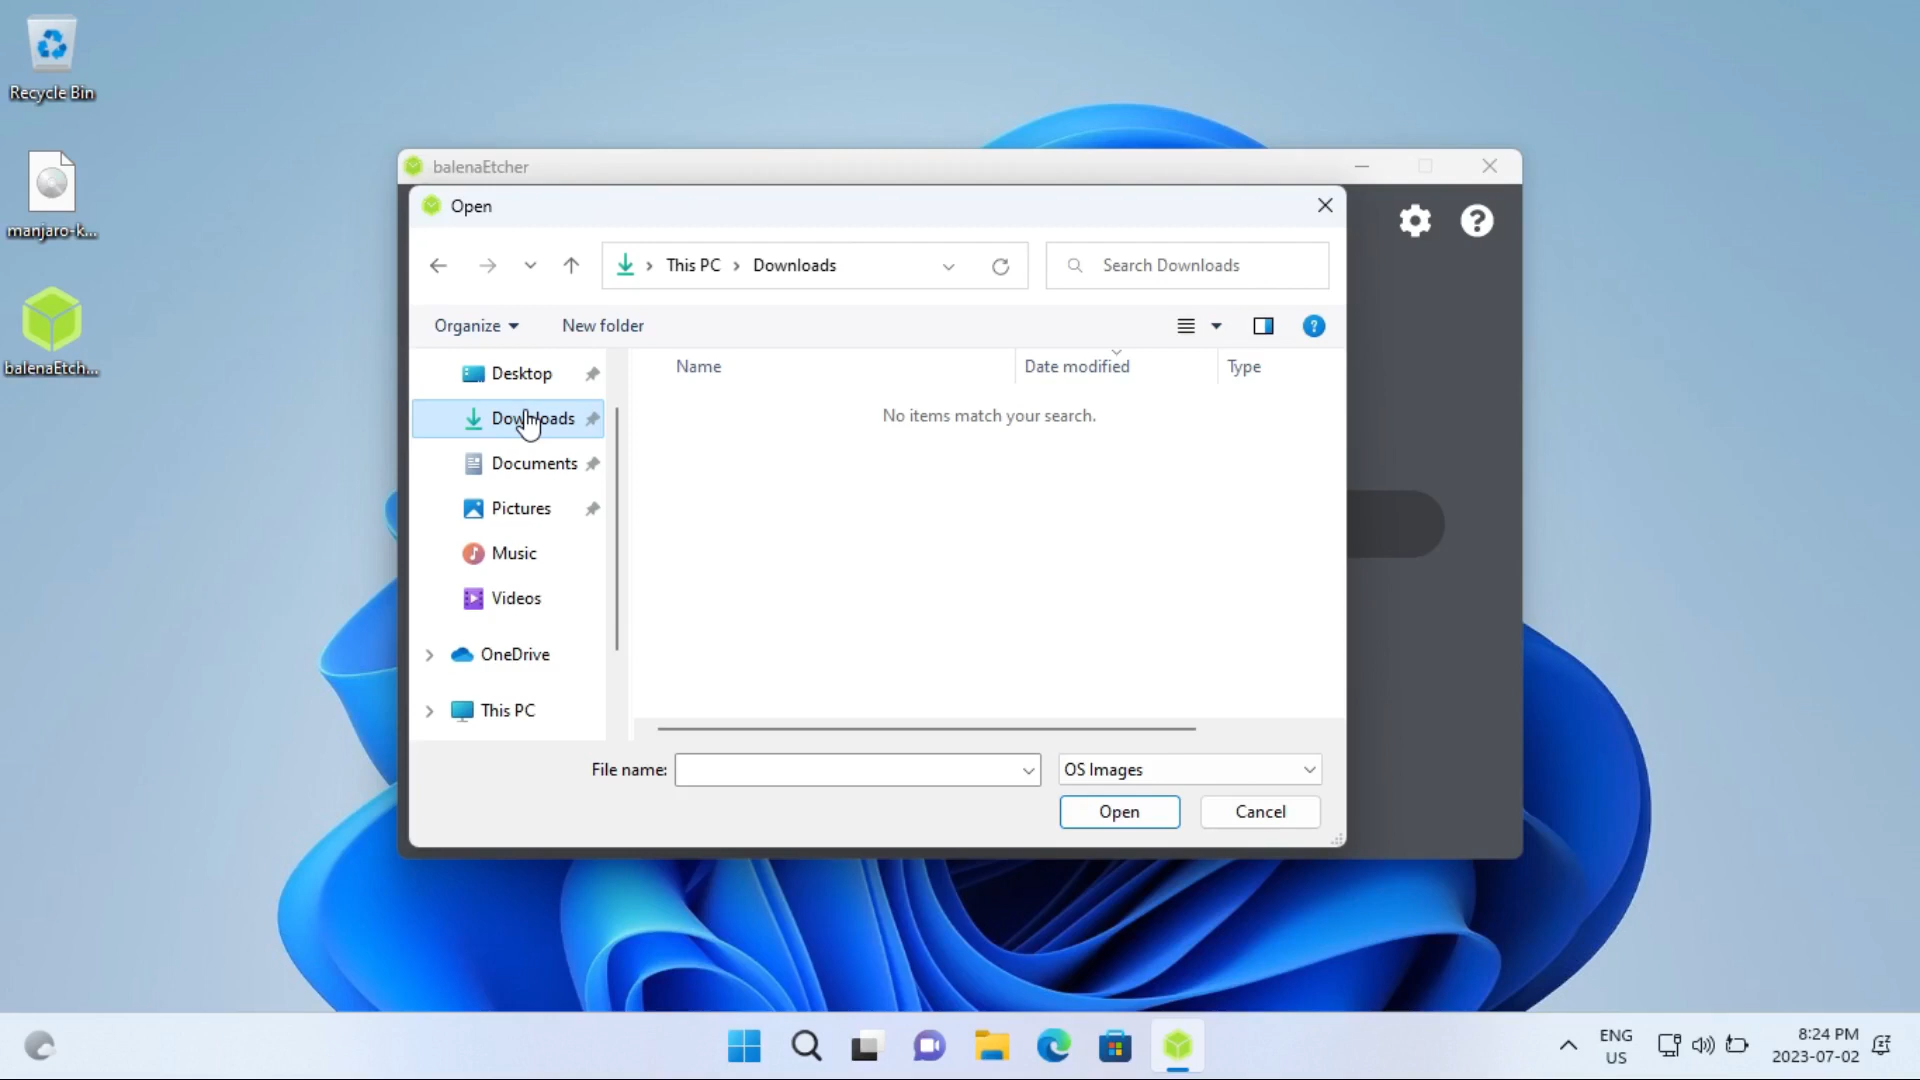 Recycle Bin
manjaro-k...
balenaEtch...
balenaEtcher
Open
This PC
Downloads
Search Downloads
Organize
New folder
Name
Date modified
Type
No items match your search.
Desktop
Downloads
Documents
Pictures
Music
Videos
OneDrive
This PC
File name:
OS Images
Open
Cancel
ENG
US
8:24 PM
2023-07-02